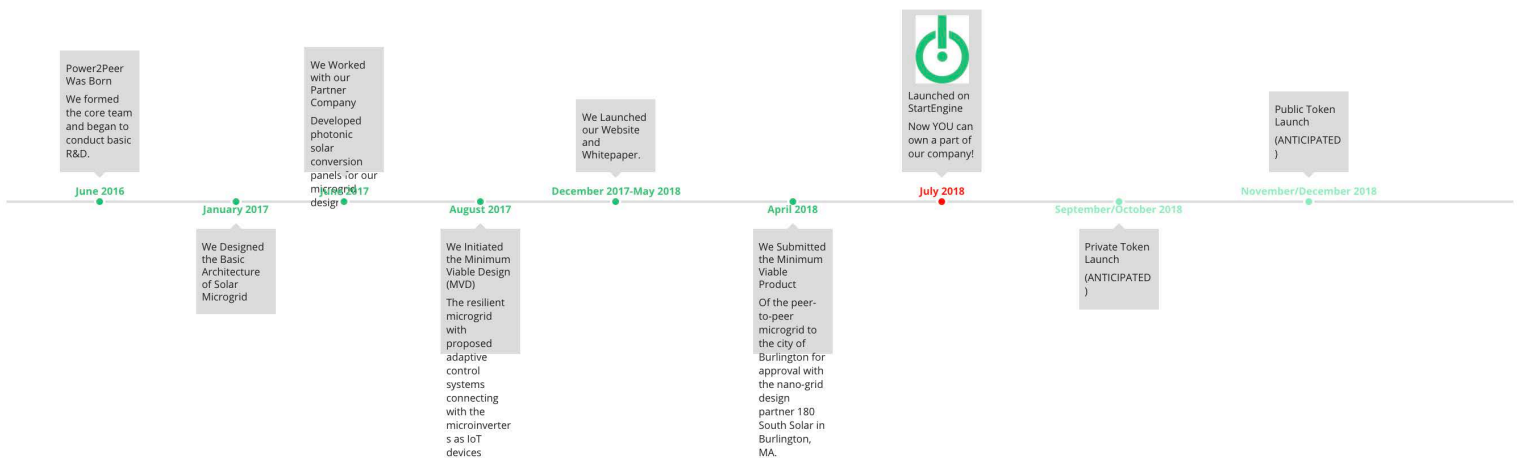 Power2Peer
Was Born
We formed
the core team
and began to
conduct basic
R&D.
June 2016
January 2017
We Designed
the Basic
Architecture
of Solar
Microgrid
We Worked
with our
Partner
Company
Developed
photonic
solar
conversion
panels for our
microgrid
design
June 2017
August 2017
We Initiated
the Minimum
Viable Design
(MVD)
The resilient
microgrid
with
proposed
adaptive
control
systems
connecting
with the
microinverter
s as IoT
devices
We Launched
our Website
and
Whitepaper.
December 2017-May 2018
April 2018
We Submitted
the Minimum
Viable
Product
Of the peer-
to-peer
microgrid to
the city of
Burlington for
approval with
the nano-grid
design
partner 180
South Solar in
Burlington,
MA.
Launched on
StartEngine
Now YOU can
own a part of
our company!
July 2018
September/October 2018
Private Token
Launch
(ANTICIPATED
)
Public Token
Launch
(ANTICIPATED
)
November/December 2018